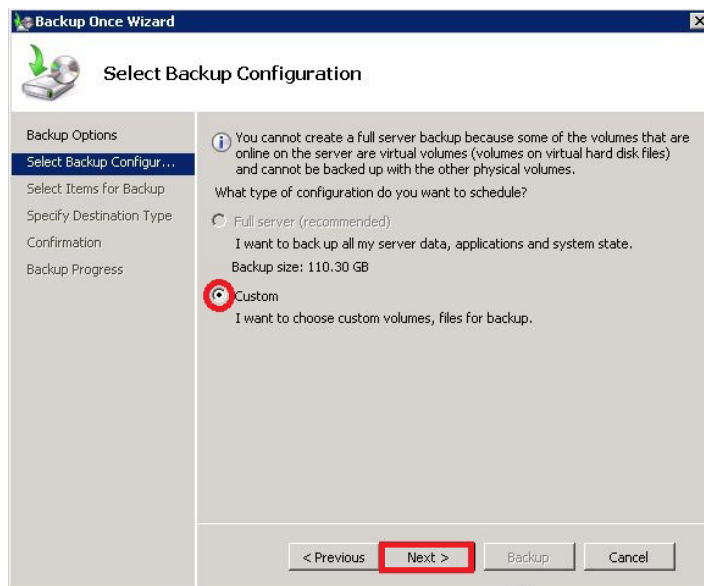 Backup Once Wizard
Select Backup Configuration
Backup Options
Select Backup Configur...
Select Items for Backup
Specify Destination Type
Confirmation
Backup Progress
You cannot create a full server backup because some of the volumes that are
online on the server are virtual volumes (volumes on virtual hard disk files)
and cannot be backed up with the other physical volumes.
What type of configuration do you want to schedule?
Full server (recommended)
I want to back up all my server data, applications and system state.
Backup size: 110.30 GB
Custom
I want to choose custom volumes, files for backup.
< Previous Next > Backup Cancel